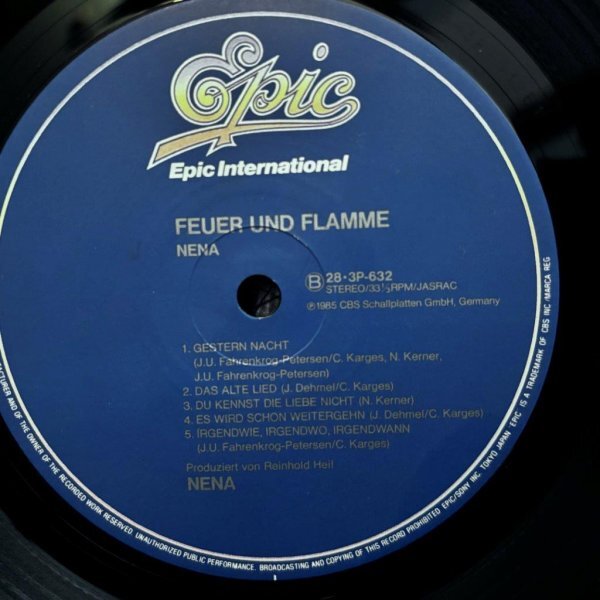 Epic
Epic International
FEUER UND FLAMME
NENA
B 28・3P-632
STEREO/33⅓RPM/JASRAC
℗1985 CBS Schallplatten GmbH, Germany
1. GESTERN NACHT
(J.U. Fahrenkrog-Petersen/C. Karges, N. Kerner,
J.U. Fahrenkrog-Petersen)
2. DAS ALTE LIED (J. Dehmel/C. Karges)
3. DU KENNST DIE LIEBE NICHT (N. Kerner)
4. ES WIRD SCHON WEITERGEHN (J. Dehmel/C. Karges)
5. IRGENDWIE, IRGENDWO, IRGENDWANN
(J.U. Fahrenkrog-Petersen/C. Karges)
Produziert von Reinhold Heil
NENA
FACTURER AND OF THE OWNER OF THE RECORDED WORK RESERVED. UNAUTHORIZED PUBLIC PERFORMANCE, BROADCASTING AND COPYING OF THIS RECORD PROHIBITED EPIC/SONY INC. TOKYO JAPAN EPIC IS A TRADEMARK OF CBS INC./MARCA REG